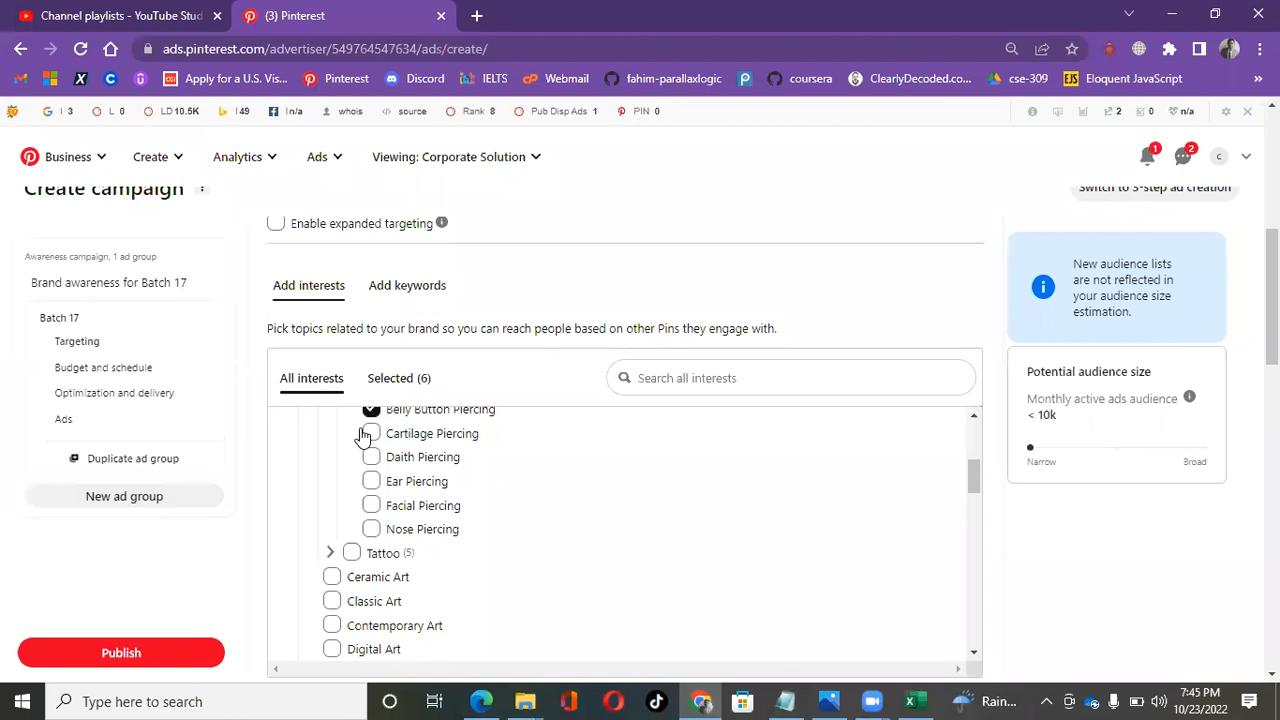 Channel playlists - YouTube Stud
(3) Pinterest
ads.pinterest.com/advertiser/549764547634/ads/create/
Apply for a U.S. Vis...
Pinterest
Discord
IELTS
Webmail
fahim-parallaxlogic
coursera
ClearlyDecoded.co...
cse-309
EJS
Eloquent JavaScript
»
I 3
L 0
LD 10.5K
I 49
I n/a
whois
source
Rank 8
Pub Disp Ads 1
PIN 0
2
0
n/a
Business
Create
Analytics
Ads
Viewing: Corporate Solution
1
2
C
Create campaign
Switch to 3-step ad creation
Awareness campaign, 1 ad group
Brand awareness for Batch 17
Batch 17
Targeting
Budget and schedule
Optimization and delivery
Ads
Duplicate ad group
New ad group
Publish
Enable expanded targeting
Add interests
Add keywords
Pick topics related to your brand so you can reach people based on other Pins they engage with.
All interests
Selected (6)
Search all interests
Belly Button Piercing
Cartilage Piercing
Daith Piercing
Ear Piercing
Facial Piercing
Nose Piercing
Tattoo (5)
Ceramic Art
Classic Art
Contemporary Art
Digital Art
New audience lists
are not reflected in
your audience size
estimation.
Potential audience size
Monthly active ads audience
< 10k
Narrow
Broad
Type here to search
Rain...
7:45 PM
10/23/2022